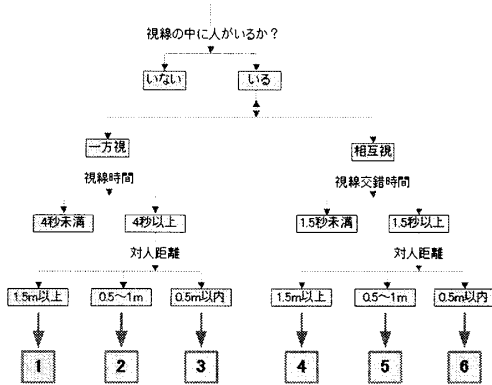 視線の中に人がいるか？
いない
いる
一方視
相互視
視線時間
視線交錯時間
4秒未満
4秒以上
1.5秒未満
1.5秒以上
対人距離
対人距離
1.5m以上
0.5～1m
0.5m以内
1.5m以上
0.5～1m
0.5m以内
1
2
3
4
5
6